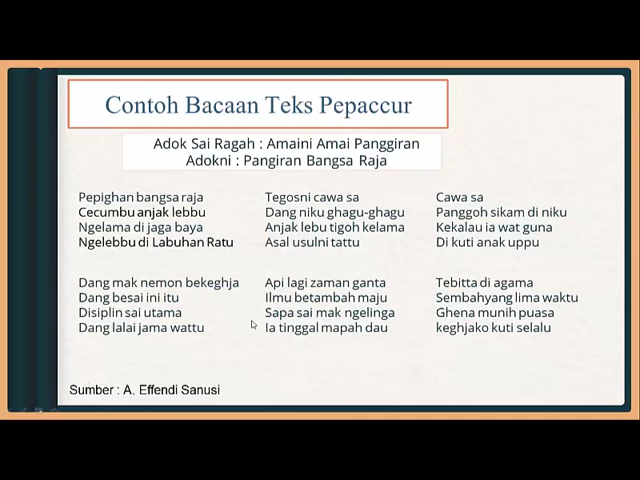 Contoh Bacaan Teks Pepaccur
Adok Sai Ragah : Amaini Amai Panggiran
Adokni : Pangiran Bangsa Raja
Pepighan bangsa raja
Cecumbu anjak lebbu
Ngelama di jaga baya
Ngelebbu di Labuhan Ratu
Tegosni cawa sa
Dang niku ghagu-ghagu
Anjak lebu tigoh kelama
Asal usulni tattu
Cawa sa
Panggoh sikam di niku
Kekalau ia wat guna
Di kuti anak uppu
Dang mak nemon bekeghja
Dang besai ini itu
Disiplin sai utama
Dang lalai jama wattu
Api lagi zaman ganta
Ilmu betambah maju
Sapa sai mak ngelinga
Ia tinggal mapah dau
Tebitta di agama
Sembahyang lima waktu
Ghena munih puasa
keghjako kuti selalu
Sumber : A. Effendi Sanusi